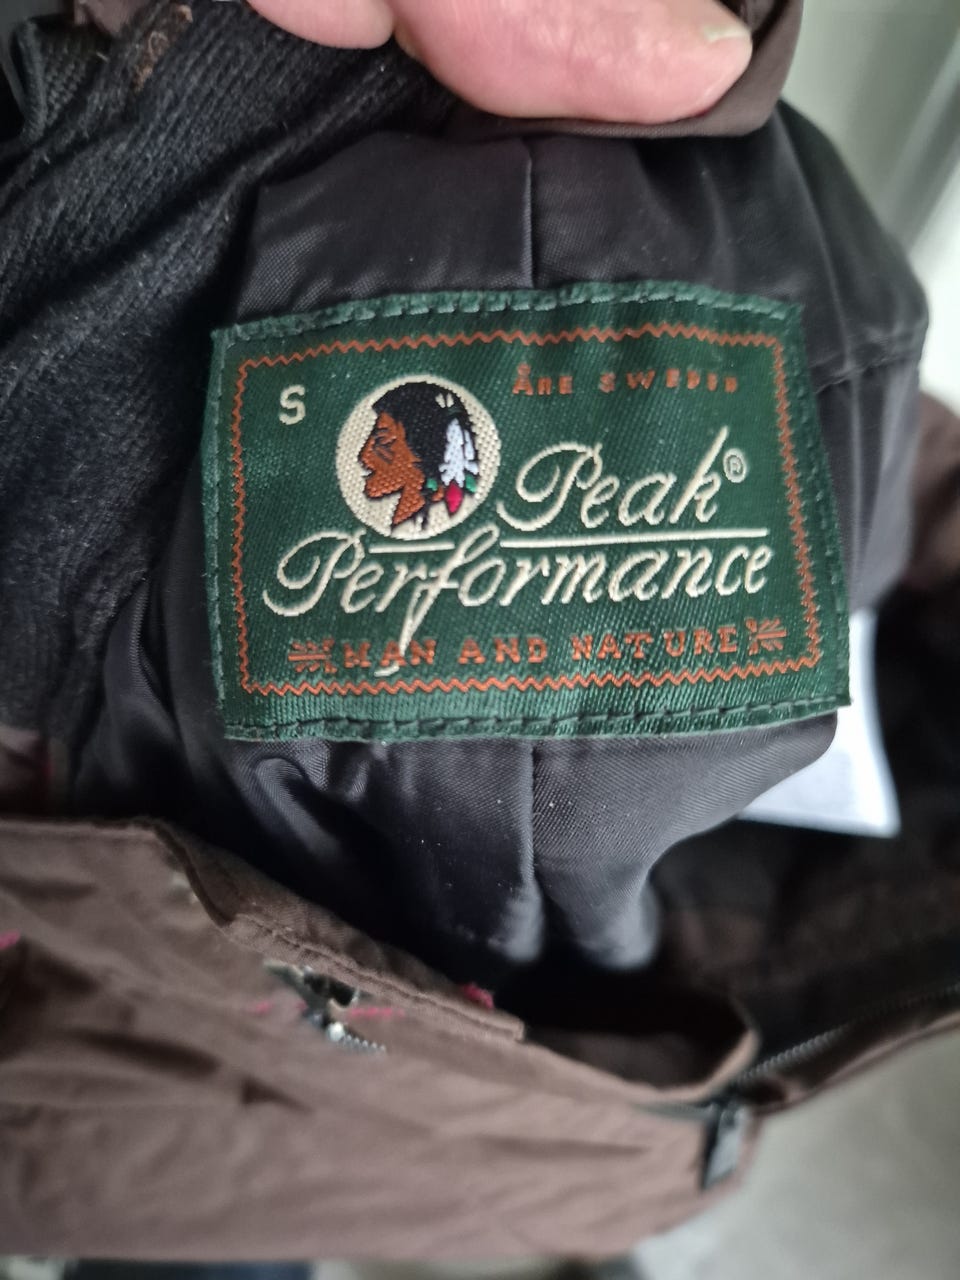 S
Åre Sweden
Peak®
Performance
MAN AND NATURE